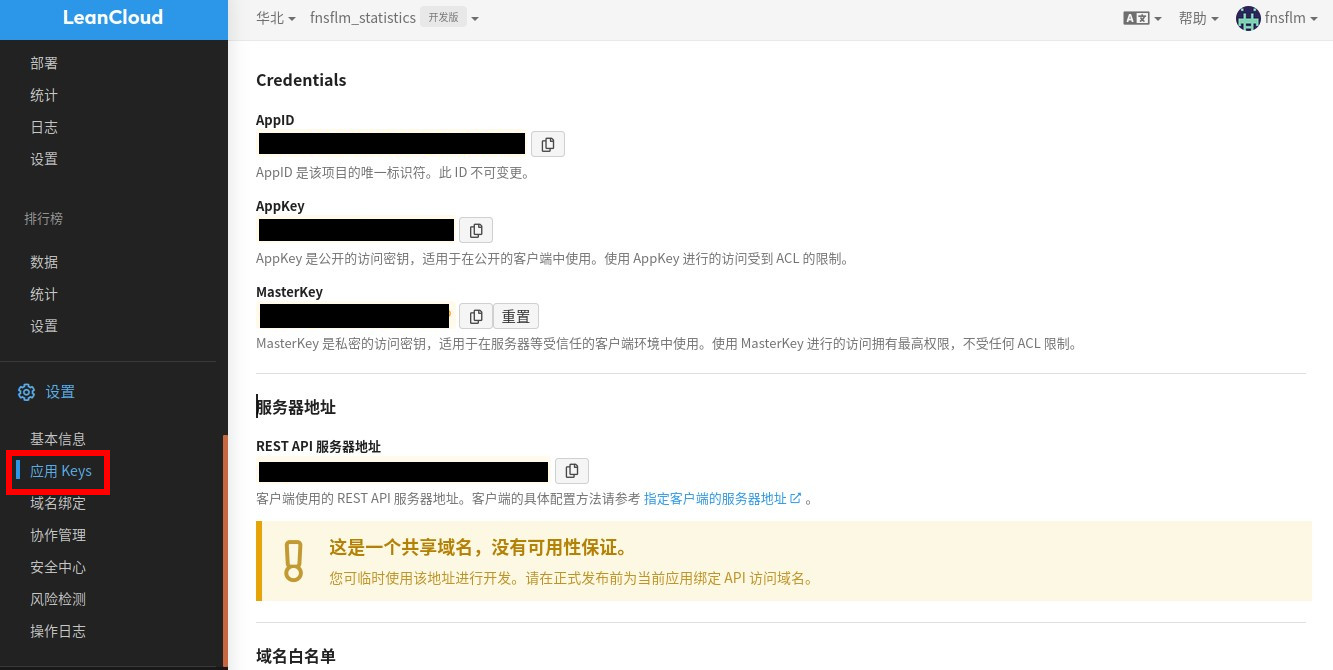 LeanCloud
华北
fnsflm_statistics
开发版
帮助
fnsflm
部署
统计
日志
设置
排行榜
数据
统计
设置
设置
基本信息
应用 Keys
域名绑定
协作管理
安全中心
风险检测
操作日志
Credentials
AppID
AppID 是该项目的唯一标识符。此 ID 不可变更。
AppKey
AppKey 是公开的访问密钥，适用于在公开的客户端中使用。使用 AppKey 进行的访问受到 ACL 的限制。
MasterKey
重置
MasterKey 是私密的访问密钥，适用于在服务器等受信任的客户端环境中使用。使用 MasterKey 进行的访问拥有最高权限，不受任何 ACL 限制。
服务器地址
REST API 服务器地址
客户端使用的 REST API 服务器地址。客户端的具体配置方法请参考 指定客户端的服务器地址 。
这是一个共享域名，没有可用性保证。
您可临时使用该地址进行开发。请在正式发布前为当前应用绑定 API 访问域名。
域名白名单